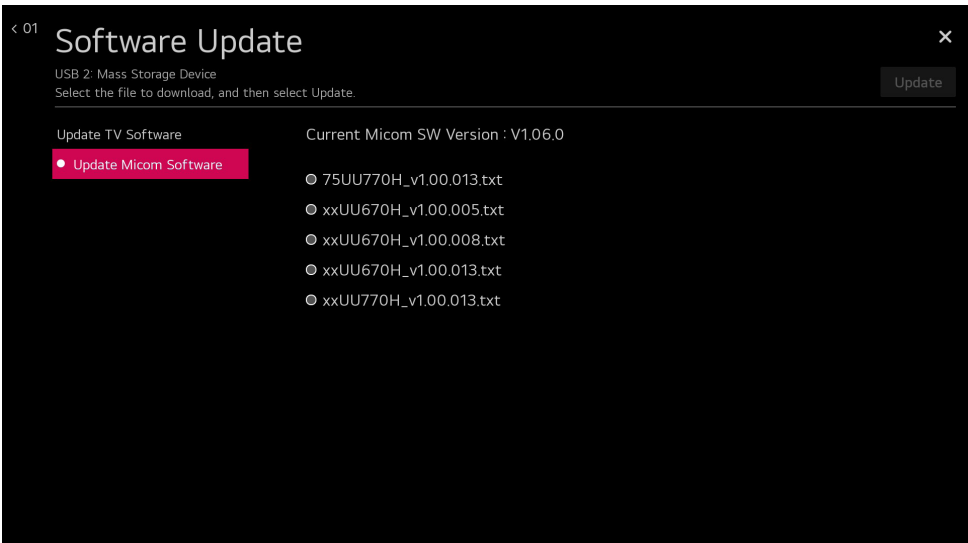 < 01
Software Update
×
USB 2: Mass Storage Device
Select the file to download, and then select Update.
Update
Update TV Software
Update Micom Software
Current Micom SW Version : V1.06.0
75UU770H_v1.00.013.txt
xxUU670H_v1.00.005.txt
xxUU670H_v1.00.008.txt
xxUU670H_v1.00.013.txt
xxUU770H_v1.00.013.txt